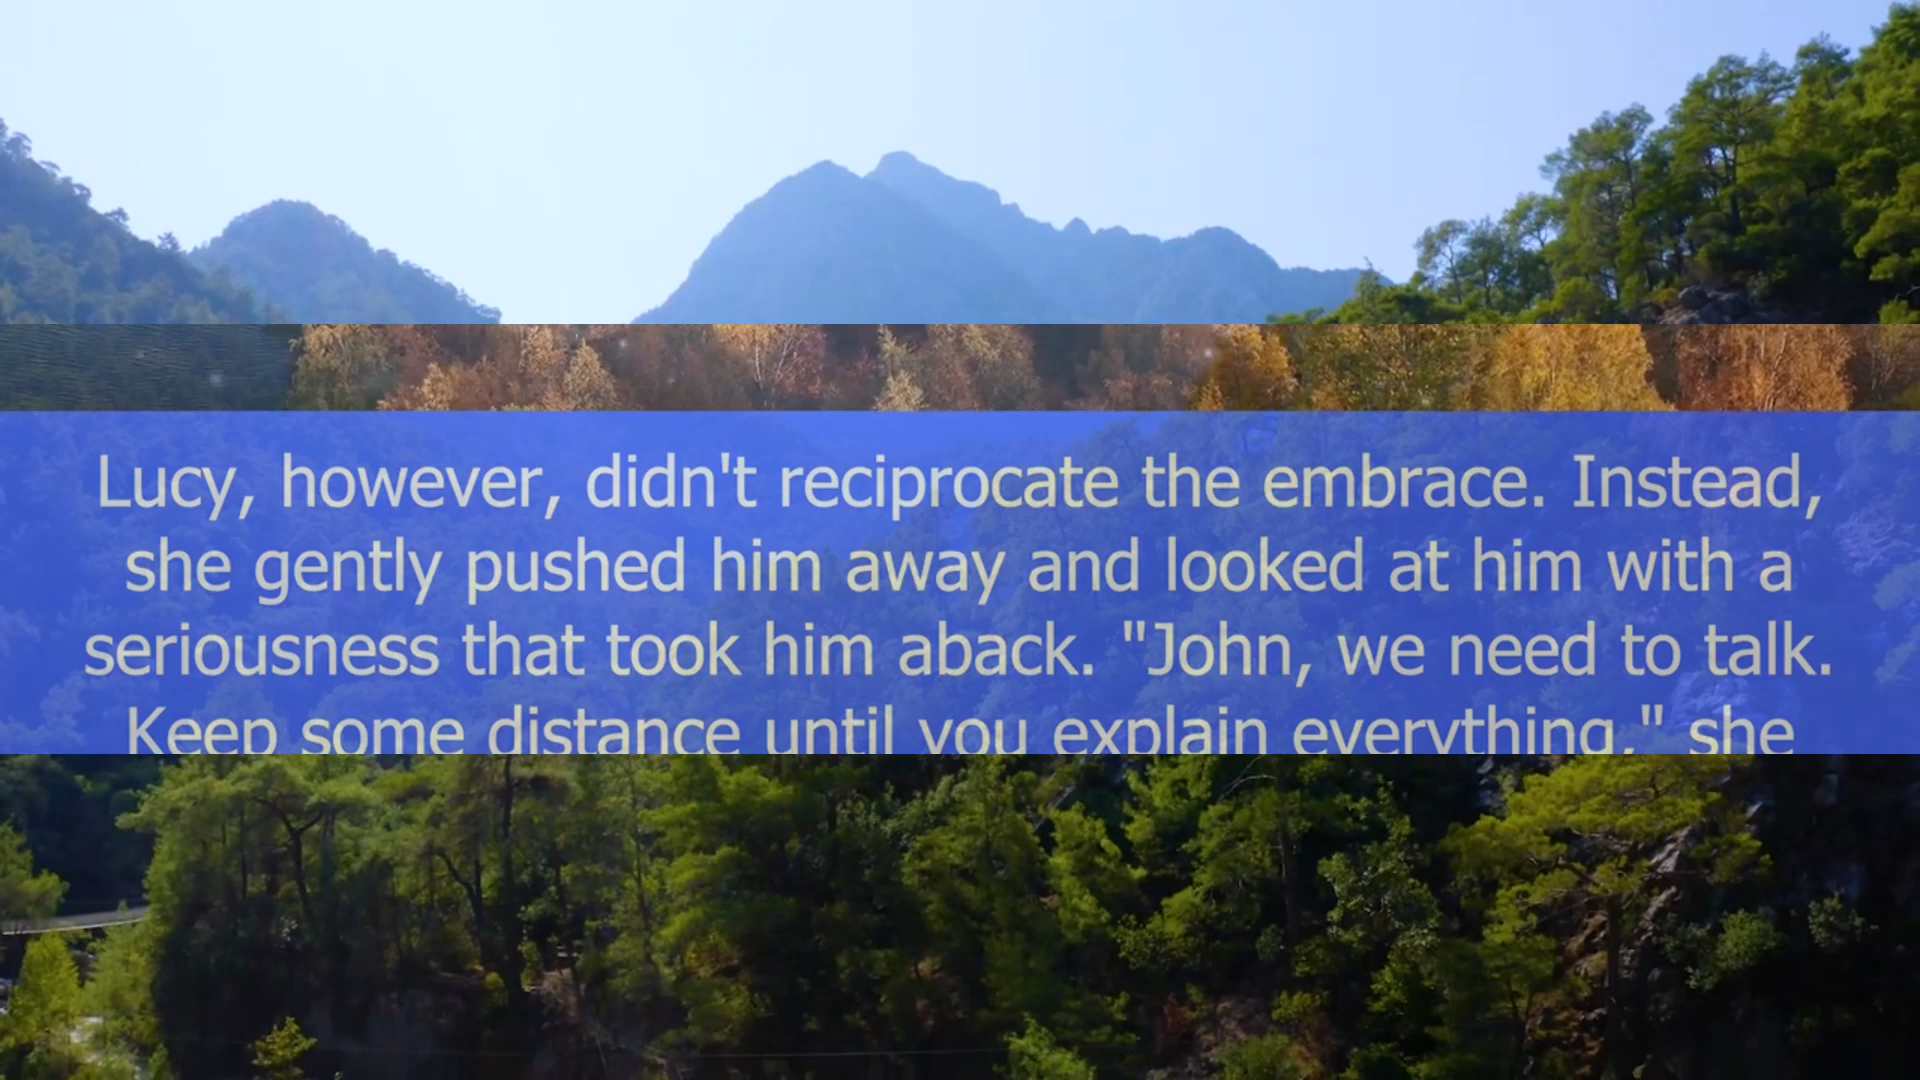 Lucy, however, didn't reciprocate the embrace. Instead,
she gently pushed him away and looked at him with a
seriousness that took him aback. "John, we need to talk.
Keep some distance until you explain everything," she